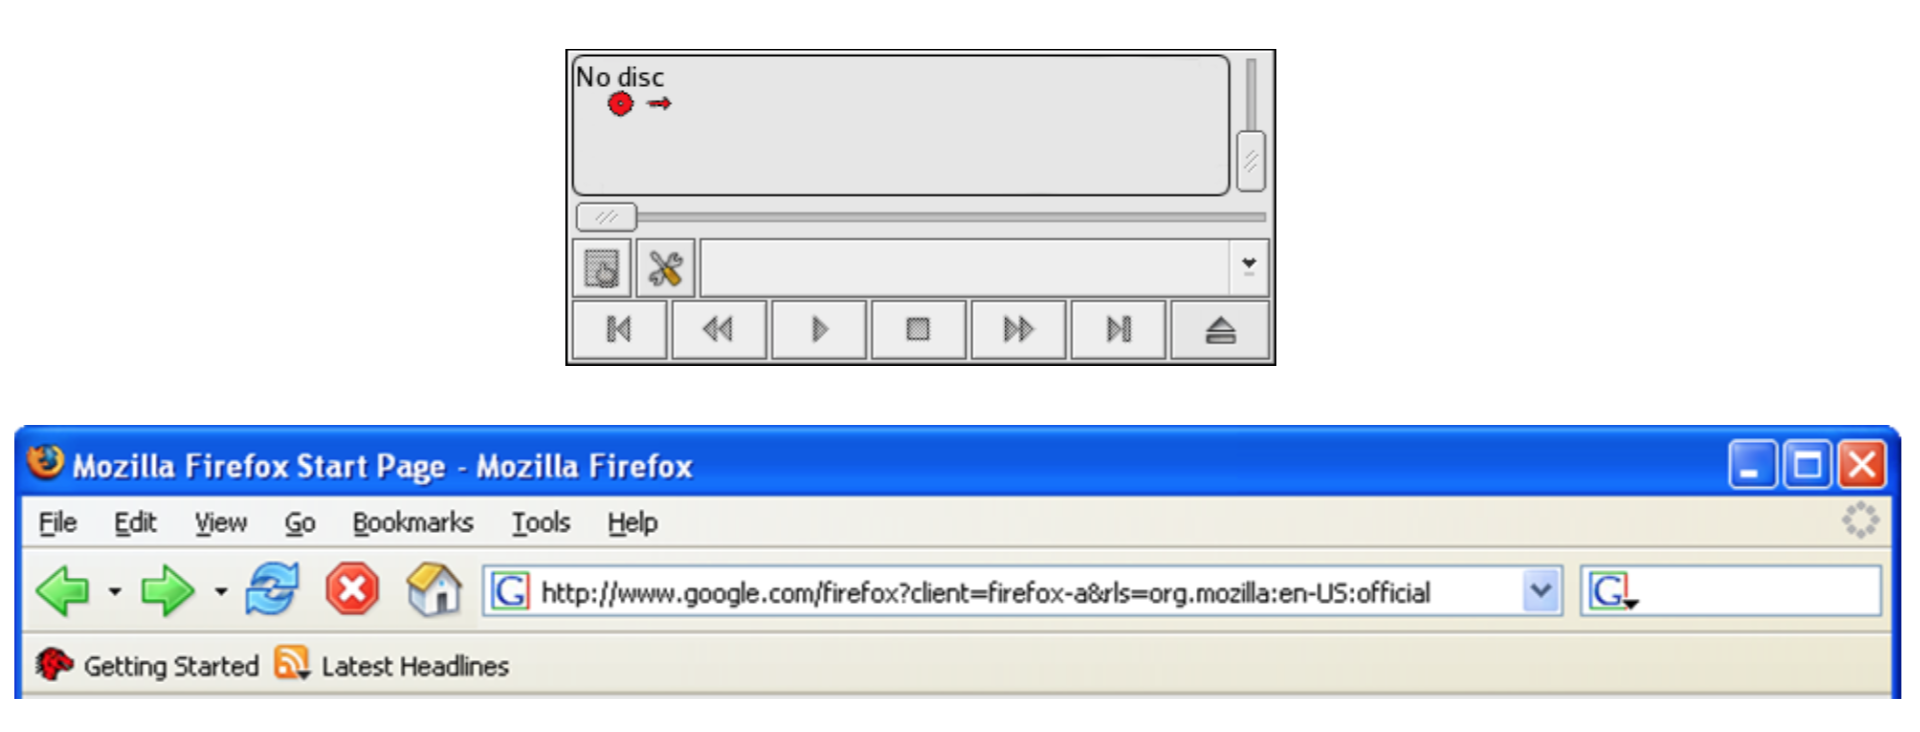 No disc
Mozilla Firefox Start Page - Mozilla Firefox
File Edit View Go Bookmarks Tools Help
G http://www.google.com/firefox?client=firefox-a&rls=org.mozilla:en-US:official G
Getting Started Latest Headlines